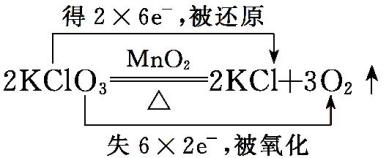 得 2×6e⁻,被还原
MnO₂
2KClO₃ ══ 2KCl+3O₂ ↑
△
失 6×2e⁻,被氧化